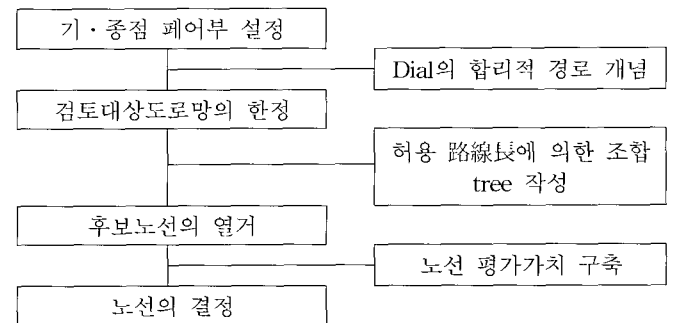 기·종점 페어부 설정
Dial의 합리적 경로 개념
검토대상도로망의 한정
허용 路線長에 의한 조합
tree 작성
후보노선의 열거
노선 평가가치 구축
노선의 결정